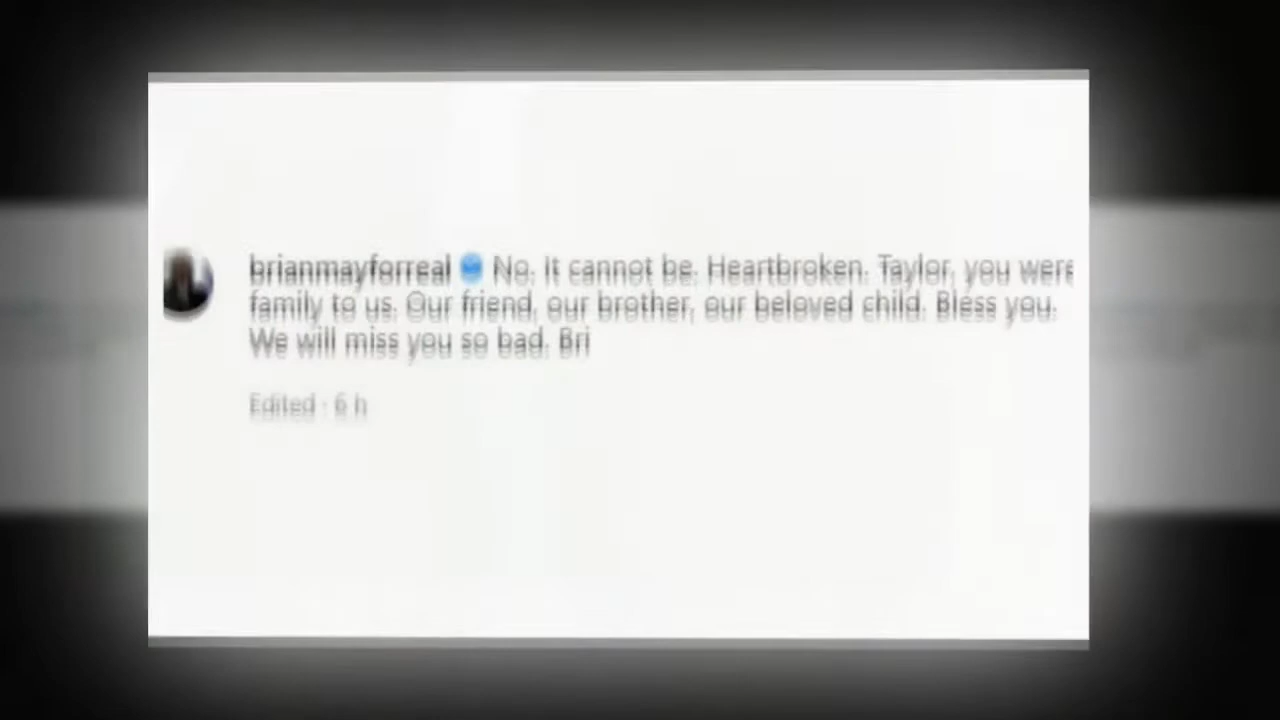 brianmayforreal No. It cannot be. Heartbroken. Taylor, you were
family to us. Our friend, our brother, our beloved child. Bless you.
We will miss you so bad. Bri
Edited · 6 h